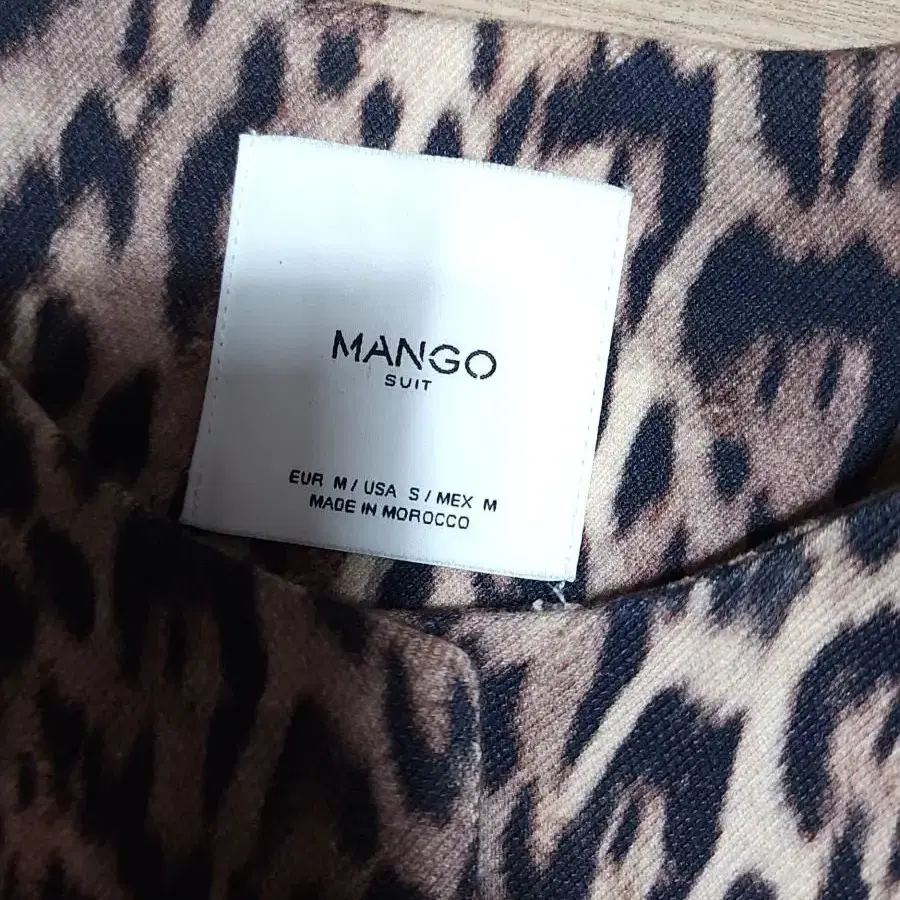 MANGO
SUIT
EUR M / USA S / MEX M
MADE IN MOROCCO